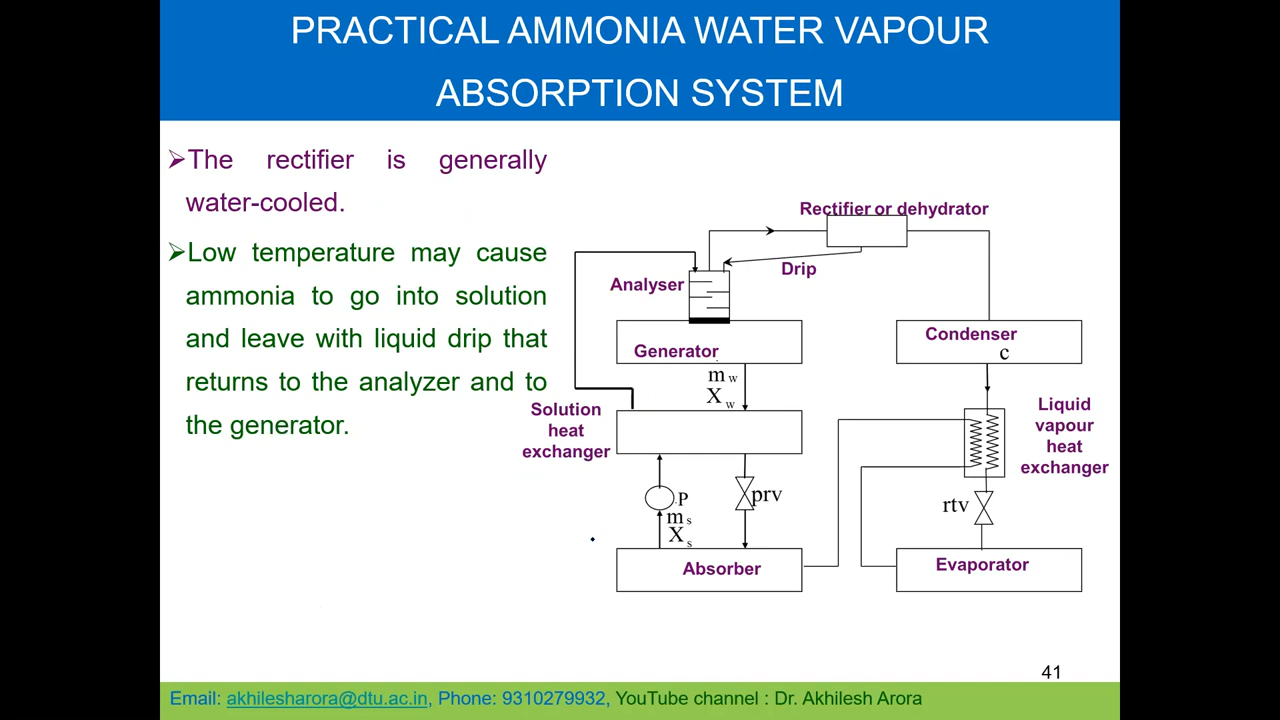 PRACTICAL AMMONIA WATER VAPOUR
ABSORPTION SYSTEM
➢The rectifier is generally
water-cooled.
➢Low temperature may cause
ammonia to go into solution
and leave with liquid drip that
returns to the analyzer and to
the generator.
Rectifier or dehydrator
Drip
Analyser
Generator
Condenser
c
m w
X w
Solution
heat
exchanger
Liquid
vapour
heat
exchanger
P
prv
m s
X s
rtv
Absorber
Evaporator
41
Email: akhilesharora@dtu.ac.in, Phone: 9310279932, YouTube channel : Dr. Akhilesh Arora